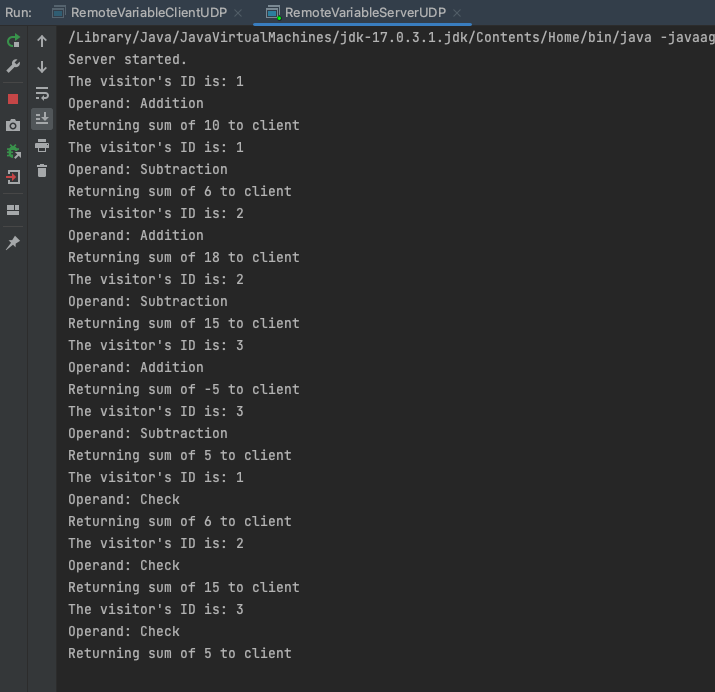 Run: RemoteVariableClientUDP × RemoteVariableServerUDP ×
/Library/Java/JavaVirtualMachines/jdk-17.0.3.1.jdk/Contents/Home/bin/java -javaag
Server started.
The visitor's ID is: 1
Operand: Addition
Returning sum of 10 to client
The visitor's ID is: 1
Operand: Subtraction
Returning sum of 6 to client
The visitor's ID is: 2
Operand: Addition
Returning sum of 18 to client
The visitor's ID is: 2
Operand: Subtraction
Returning sum of 15 to client
The visitor's ID is: 3
Operand: Addition
Returning sum of -5 to client
The visitor's ID is: 3
Operand: Subtraction
Returning sum of 5 to client
The visitor's ID is: 1
Operand: Check
Returning sum of 6 to client
The visitor's ID is: 2
Operand: Check
Returning sum of 15 to client
The visitor's ID is: 3
Operand: Check
Returning sum of 5 to client